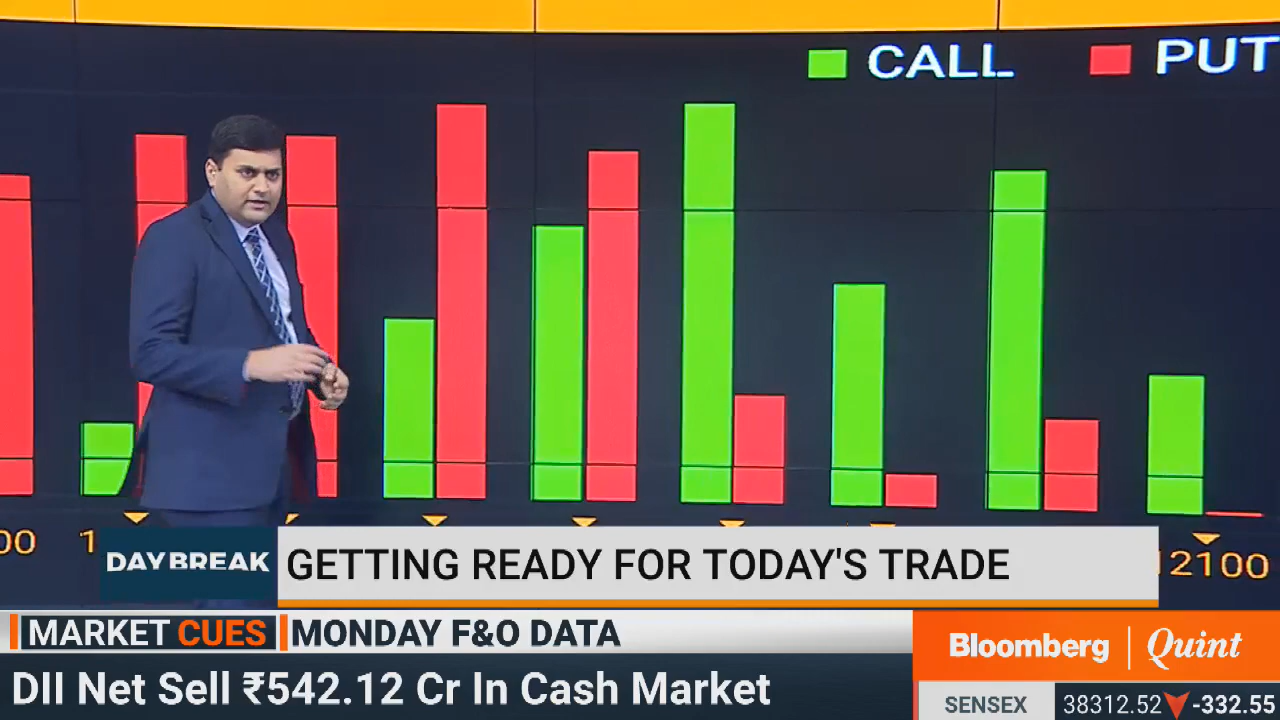 CALL PUT
00 1 12100
DAYBREAK GETTING READY FOR TODAY'S TRADE
MARKET CUES MONDAY F&O DATA
Bloomberg | Quint
DII Net Sell ₹542.12 Cr In Cash Market
SENSEX 38312.52 -332.55